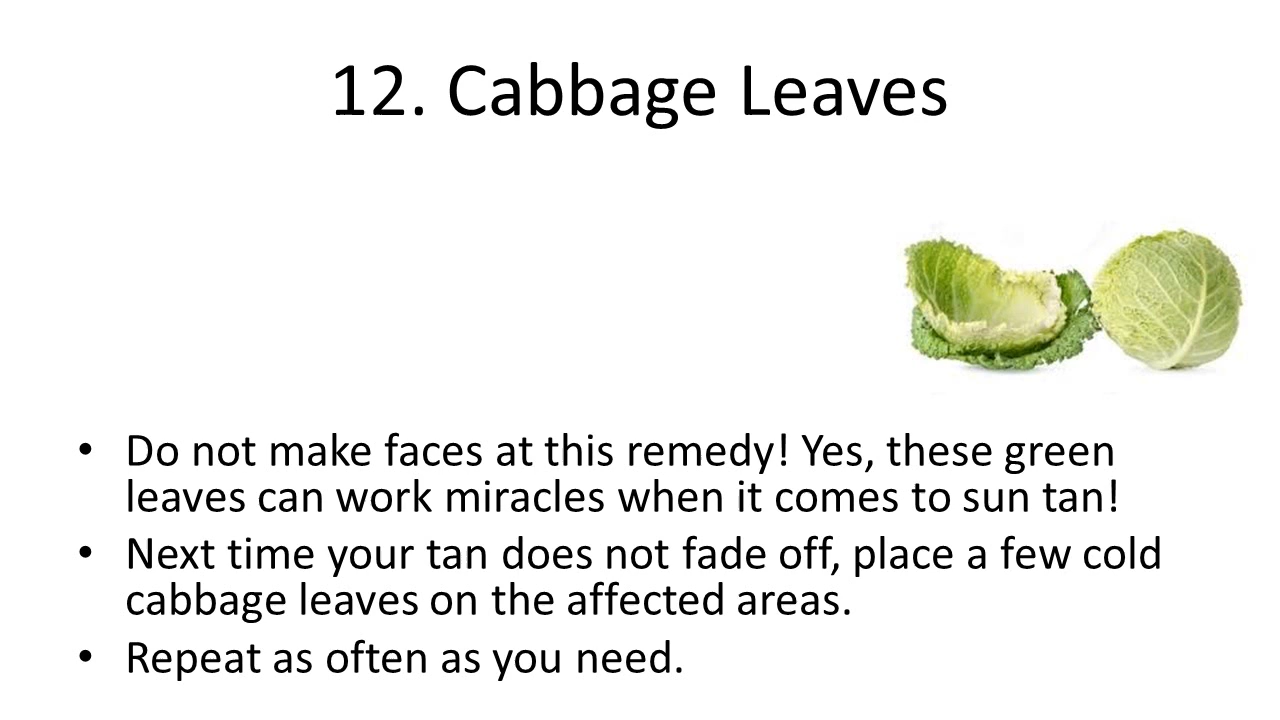 12. Cabbage Leaves
• Do not make faces at this remedy! Yes, these green
leaves can work miracles when it comes to sun tan!
• Next time your tan does not fade off, place a few cold
cabbage leaves on the affected areas.
• Repeat as often as you need.